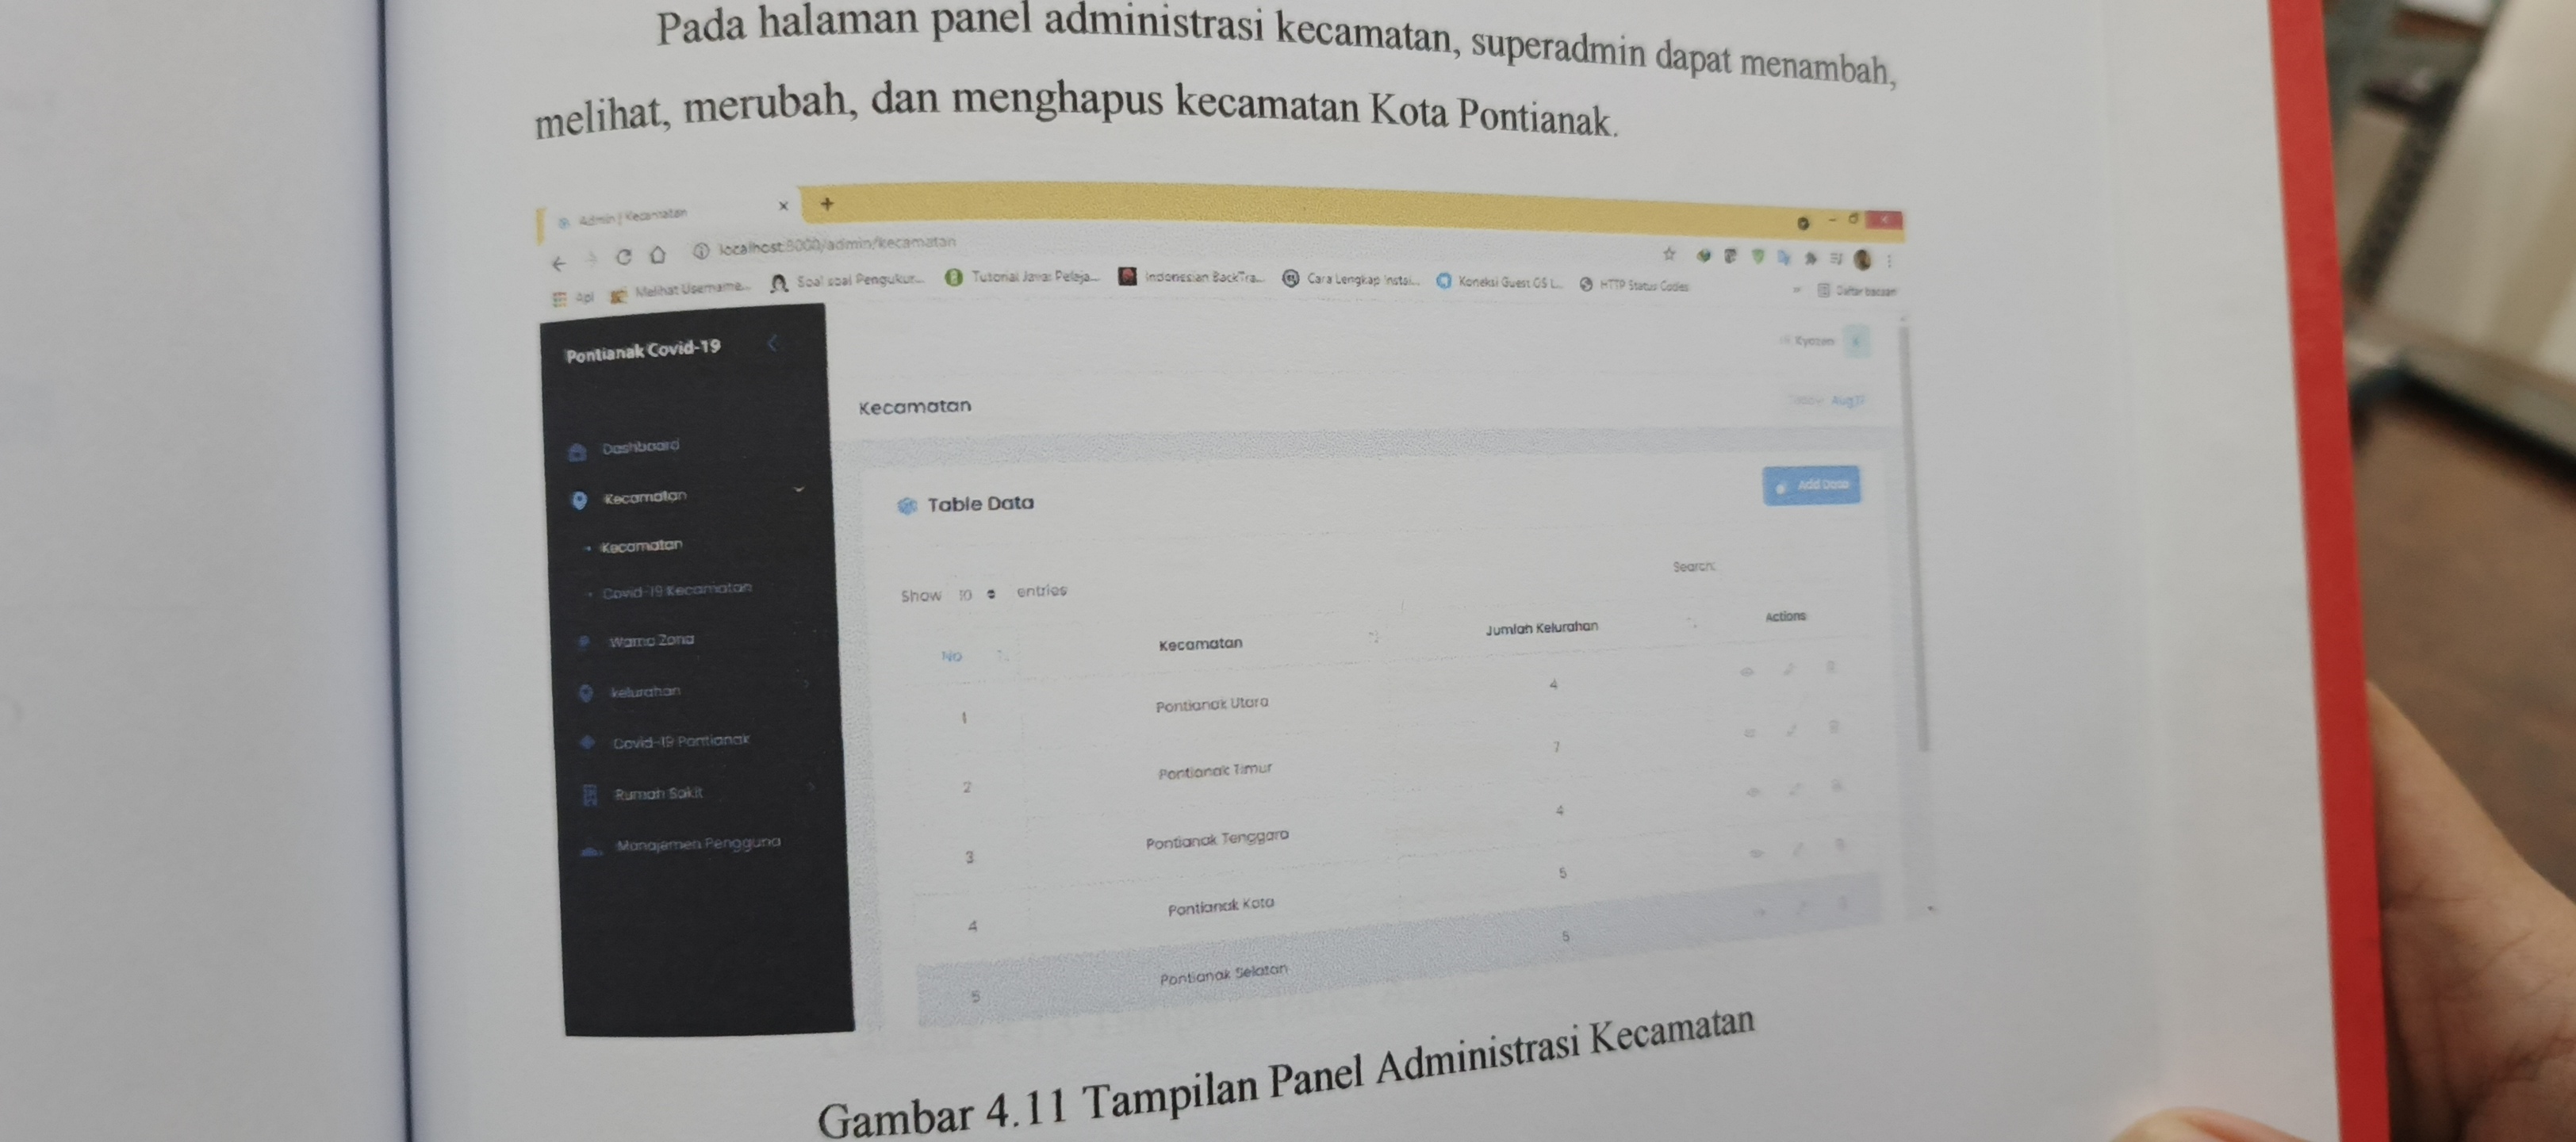 Pada halaman panel administrasi kecamatan, superadmin dapat menambah,
melihat, merubah, dan menghapus kecamatan Kota Pontianak.
Admin | Kecamatan
localhost:8000/admin/kecamatan
Apl Melihat Username... Soal soal Pengukur... Tutorial Java: Pelaja... Indonesian BackTra... Cara Lengkap Instal... Koneksi Guest OS L... HTTP Status Codes Daftar bacaan
Pontianak Covid-19
Kyozen
Kecamatan
Aug 17
Dashboard
Kecamatan
Kecamatan
Covid-19 Kecamatan
Warna Zona
kelurahan
Covid-19 Pontianak
Rumah Sakit
Manajemen Pengguna
Table Data
Add Data
Show 10 entries
Search:
No Kecamatan Jumlah Kelurahan Actions
1 Pontianak Utara 4
2 Pontianak Timur 7
3 Pontianak Tenggara 4
4 Pontianak Kota 5
5 Pontianak Selatan 5
Gambar 4.11 Tampilan Panel Administrasi Kecamatan